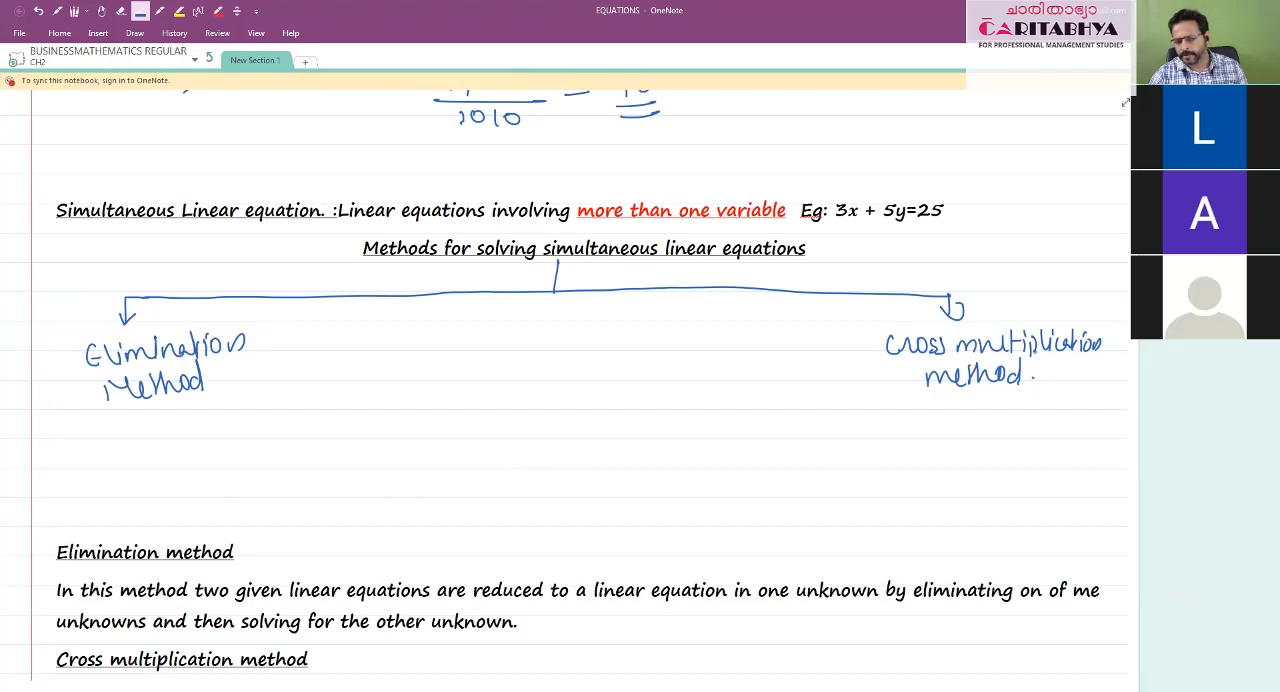 EQUATIONS - OneNote
File Home Insert Draw History Review View Help
BUSINESSMATHEMATICS REGULAR
CH2
New Section 1
To sync this notebook, sign in to OneNote.
ചാരിതാഭ്യാ
CARITABHYA
FOR PROFESSIONAL MANAGEMENT STUDIES
1010
Simultaneous Linear equation. :Linear equations involving more than one variable Eg: 3x + 5y=25
Methods for solving simultaneous linear equations
Elimination
Method
Cross multiplication
method.
L
A
Elimination method
In this method two given linear equations are reduced to a linear equation in one unknown by eliminating on of me
unknowns and then solving for the other unknown.
Cross multiplication method